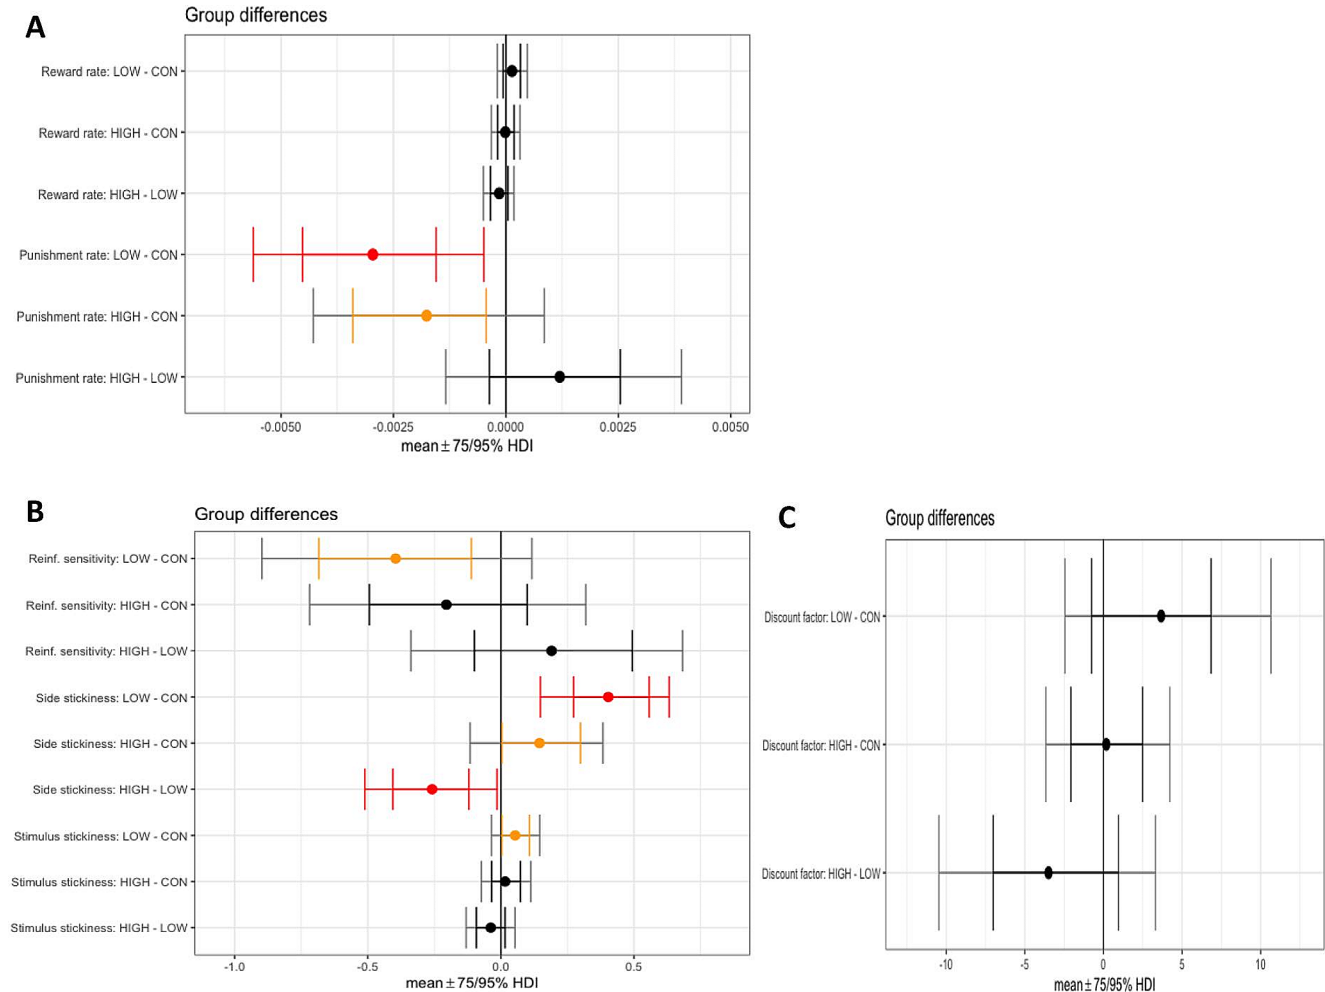 A
Group differences
Reward rate: LOW - CON
Reward rate: HIGH - CON
Reward rate: HIGH - LOW
Punishment rate: LOW - CON
Punishment rate: HIGH - CON
Punishment rate: HIGH - LOW
-0.0050 -0.0025 0.0000 0.0025 0.0050
mean ± 75/95% HDI
B
Group differences
Reinf. sensitivity: LOW - CON
Reinf. sensitivity: HIGH - CON
Reinf. sensitivity: HIGH - LOW
Side stickiness: LOW - CON
Side stickiness: HIGH - CON
Side stickiness: HIGH - LOW
Stimulus stickiness: LOW - CON
Stimulus stickiness: HIGH - CON
Stimulus stickiness: HIGH - LOW
-1.0 -0.5 0.0 0.5
mean ± 75/95% HDI
C
Group differences
Discount factor: LOW - CON
Discount factor: HIGH - CON
Discount factor: HIGH - LOW
-10 -5 0 5 10
mean ± 75/95% HDI